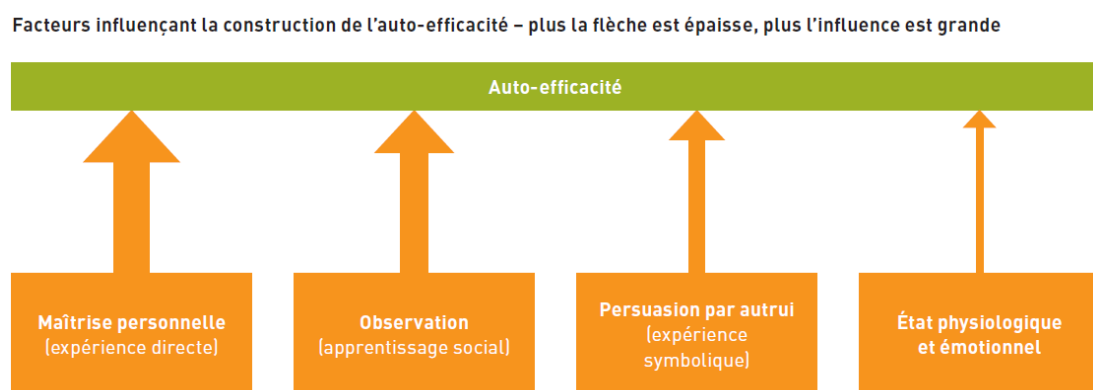 Facteurs influençant la construction de l'auto-efficacité – plus la flèche est épaisse, plus l'influence est grande
Auto-efficacité
Maîtrise personnelle
(expérience directe)
Observation
(apprentissage social)
Persuasion par autrui
(expérience
symbolique)
État physiologique
et émotionnel